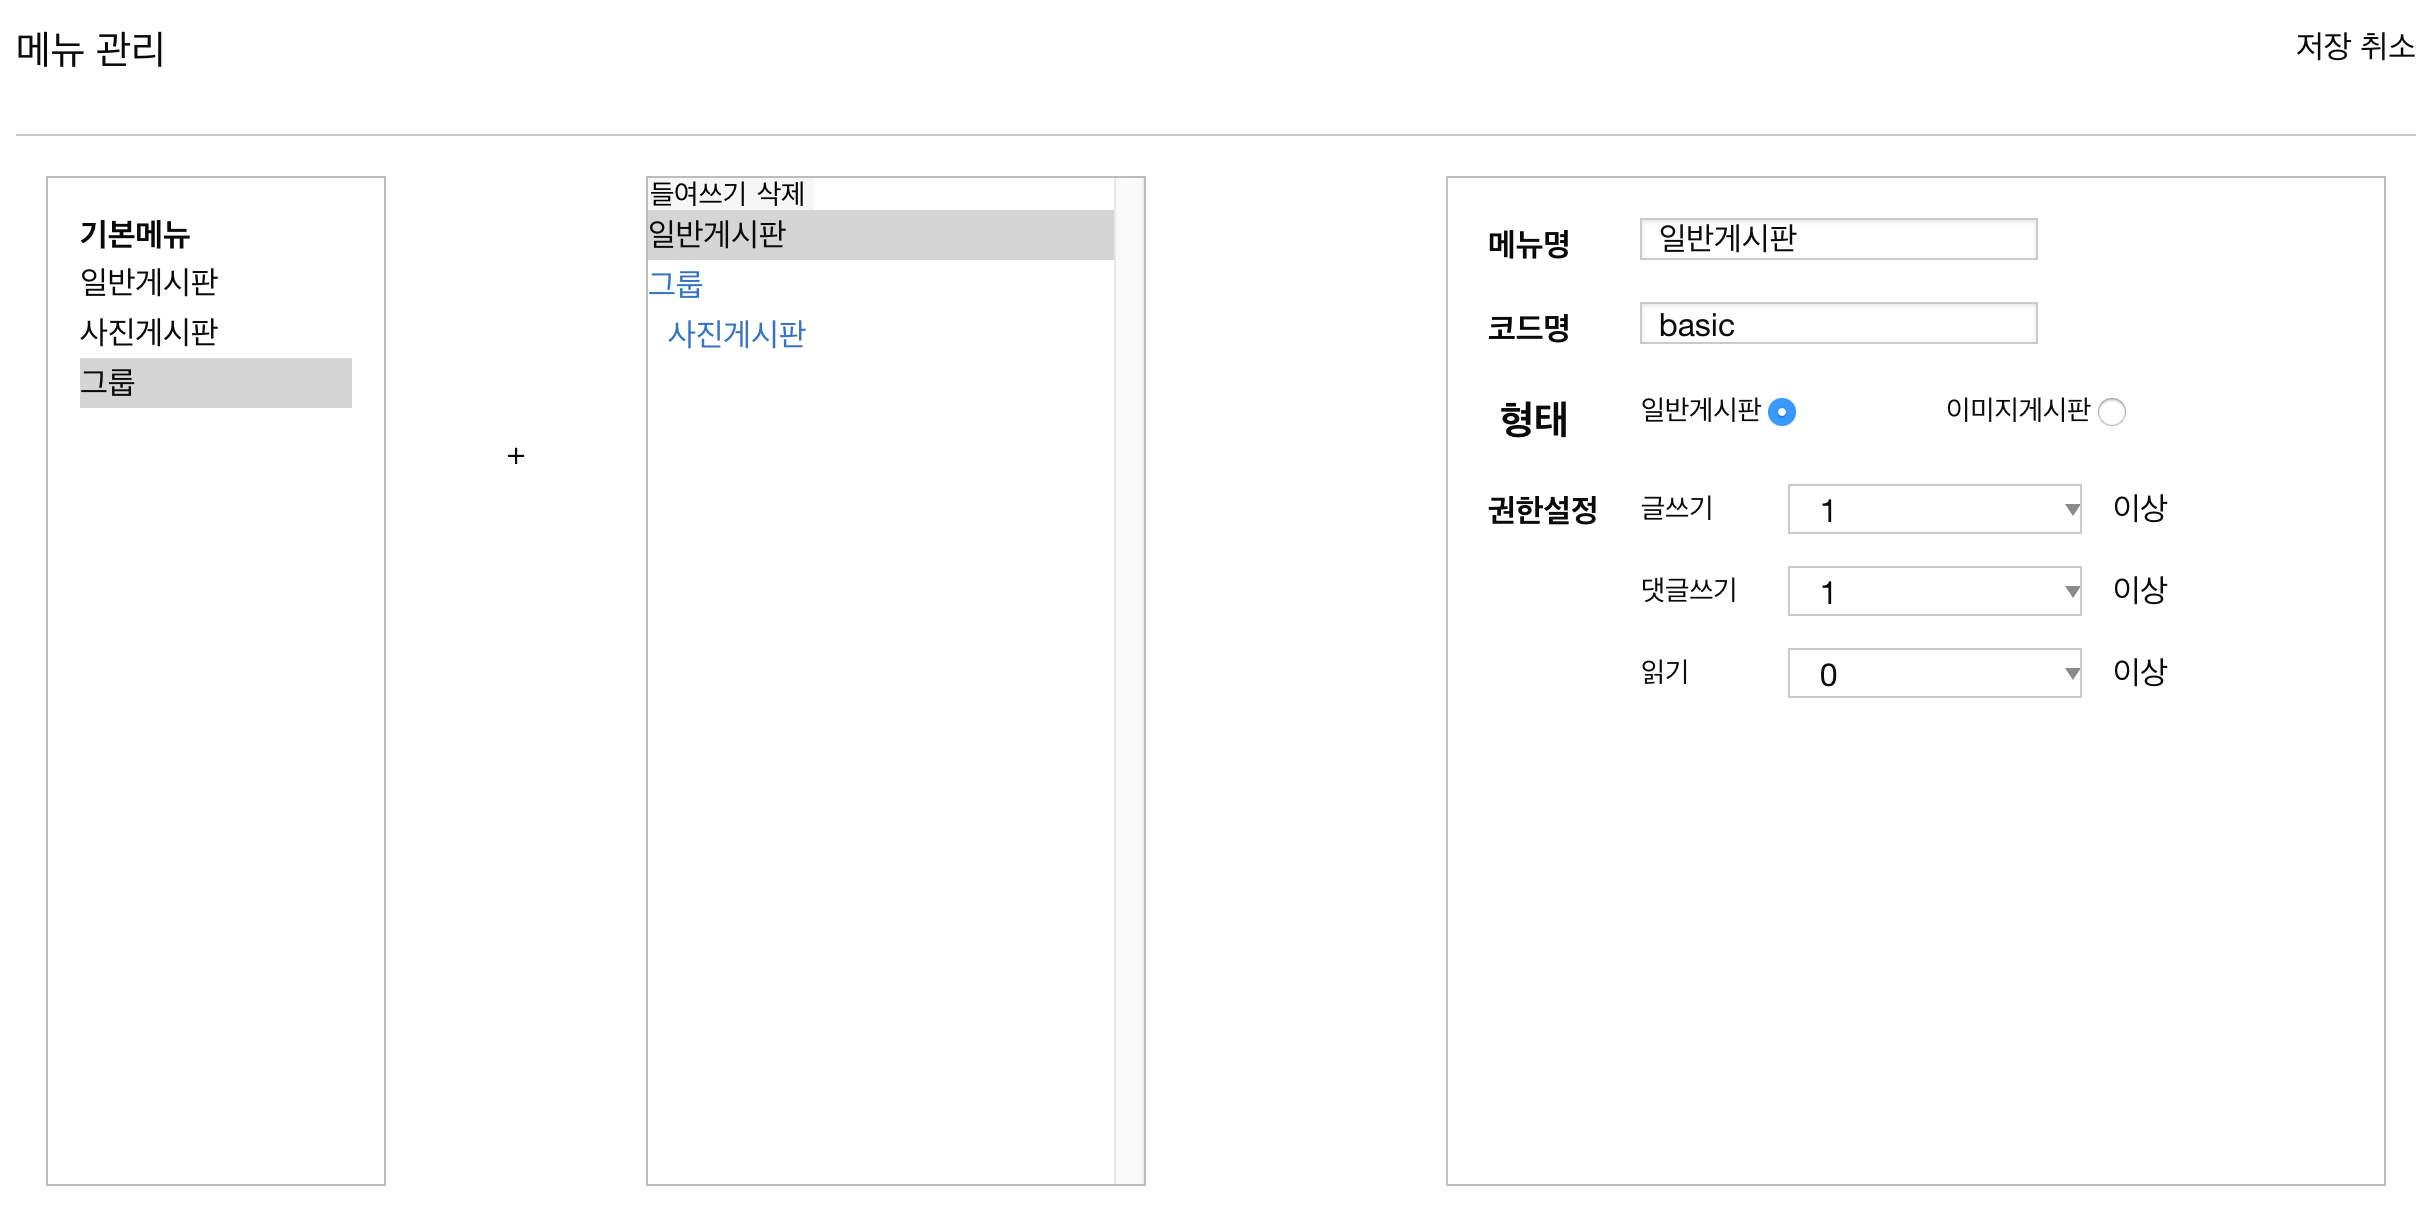 메뉴 관리
저장 취소
기본메뉴
일반게시판
사진게시판
그룹
+
들여쓰기 삭제
일반게시판
그룹
사진게시판
메뉴명 일반게시판
코드명 basic
형태 일반게시판 이미지게시판
권한설정 글쓰기 1 이상
댓글쓰기 1 이상
읽기 0 이상